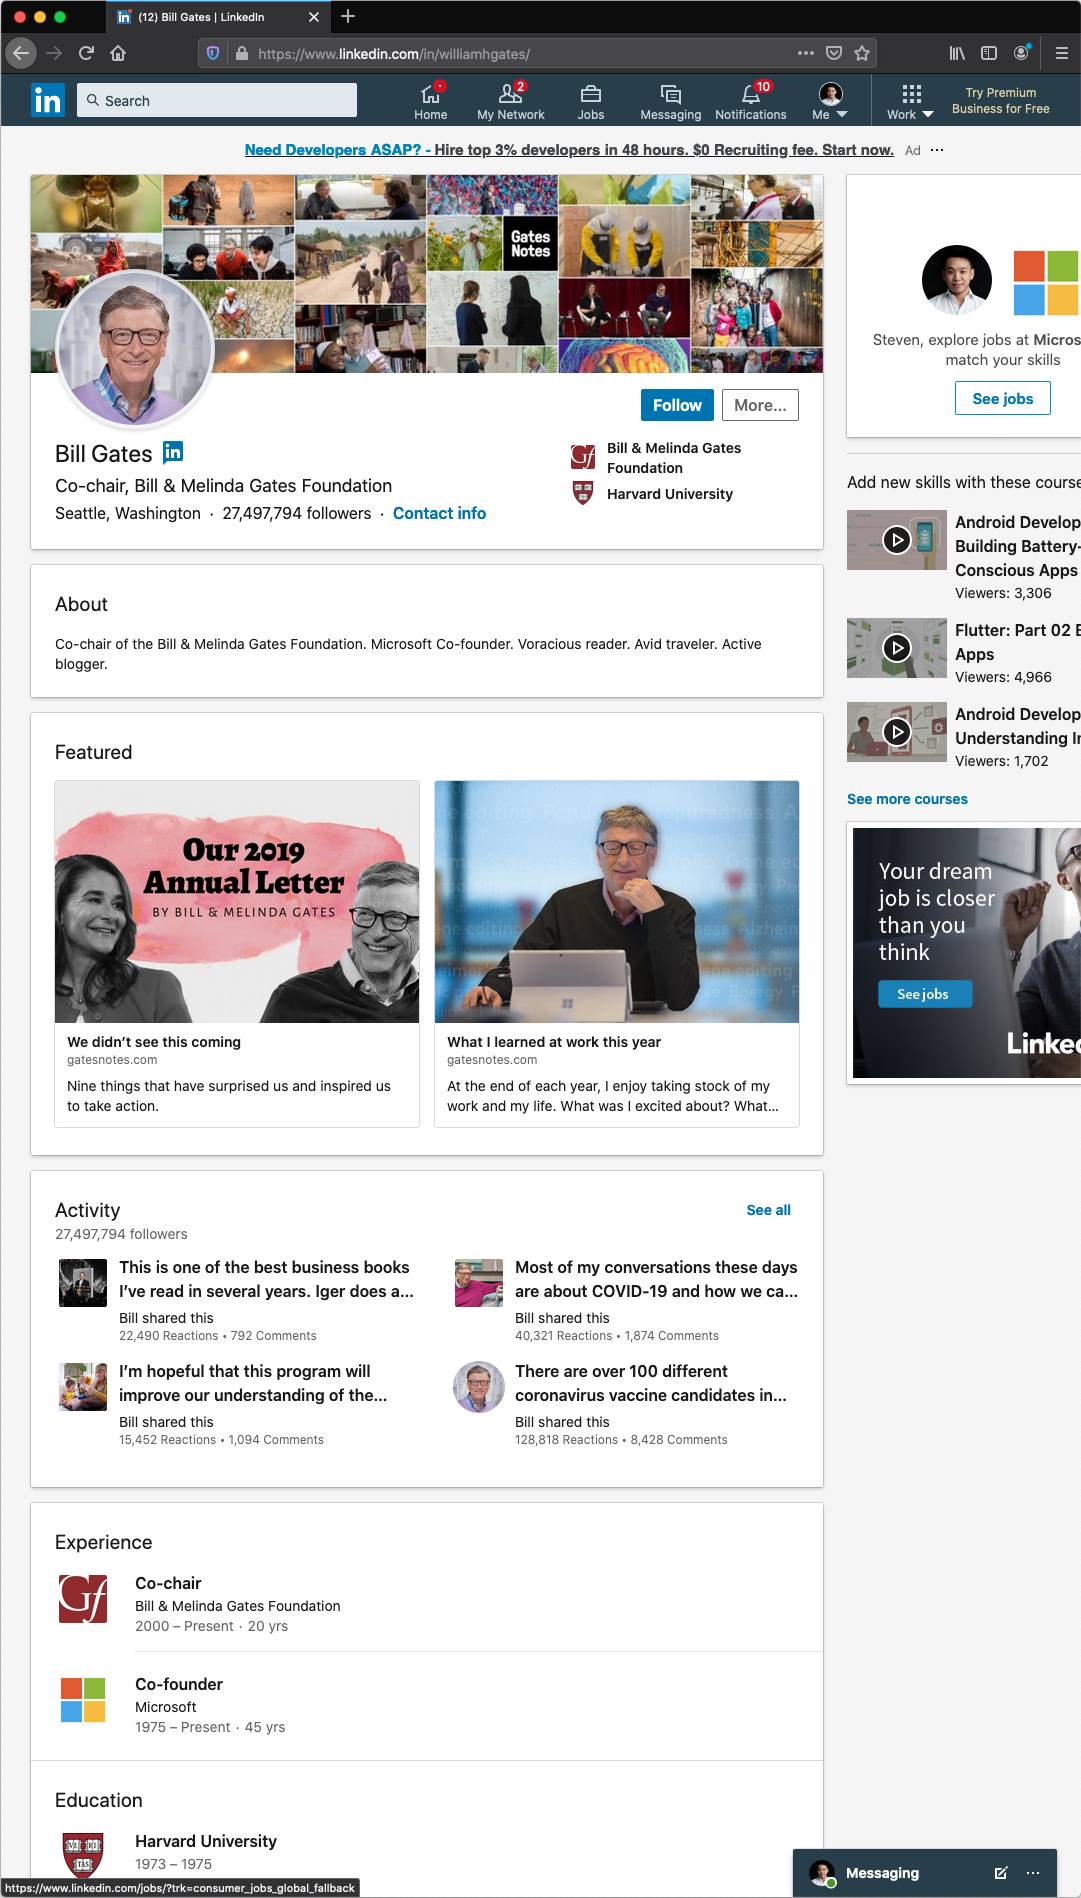 (12) Bill Gates | LinkedIn
https://www.linkedin.com/in/williamhgates/
in
Search
Home
2
My Network
Jobs
Messaging
10
Notifications
Me
Work
Try Premium
Business for Free
Need Developers ASAP? - Hire top 3% developers in 48 hours. $0 Recruiting fee. Start now.
Ad
Gates
Notes
Follow
More...
Bill Gates in
Co-chair, Bill & Melinda Gates Foundation
Seattle, Washington · 27,497,794 followers · Contact info
Gf
Bill & Melinda Gates
Foundation
Harvard University
About
Co-chair of the Bill & Melinda Gates Foundation. Microsoft Co-founder. Voracious reader. Avid traveler. Active
blogger.
Featured
Our 2019
Annual Letter
BY BILL & MELINDA GATES
We didn’t see this coming
gatesnotes.com
Nine things that have surprised us and inspired us
to take action.
What I learned at work this year
gatesnotes.com
At the end of each year, I enjoy taking stock of my
work and my life. What was I excited about? What...
Activity
See all
27,497,794 followers
This is one of the best business books
I’ve read in several years. Iger does a...
Bill shared this
22,490 Reactions • 792 Comments
Most of my conversations these days
are about COVID-19 and how we ca...
Bill shared this
40,321 Reactions • 1,874 Comments
I’m hopeful that this program will
improve our understanding of the...
Bill shared this
15,452 Reactions • 1,094 Comments
There are over 100 different
coronavirus vaccine candidates in...
Bill shared this
128,818 Reactions • 8,428 Comments
Experience
Gf
Co-chair
Bill & Melinda Gates Foundation
2000 – Present · 20 yrs
Co-founder
Microsoft
1975 – Present · 45 yrs
Education
VE RI
TAS
Harvard University
1973 – 1975
Steven, explore jobs at Micros
match your skills
See jobs
Add new skills with these course
Android Develop
Building Battery-
Conscious Apps
Viewers: 3,306
Flutter: Part 02
Apps
Viewers: 4,966
Android Develop
Understanding
Viewers: 1,702
See more courses
Your dream
job is closer
than you
think
See jobs
Linke
Messaging
https://www.linkedin.com/jobs/?trk=consumer_jobs_global_fallback